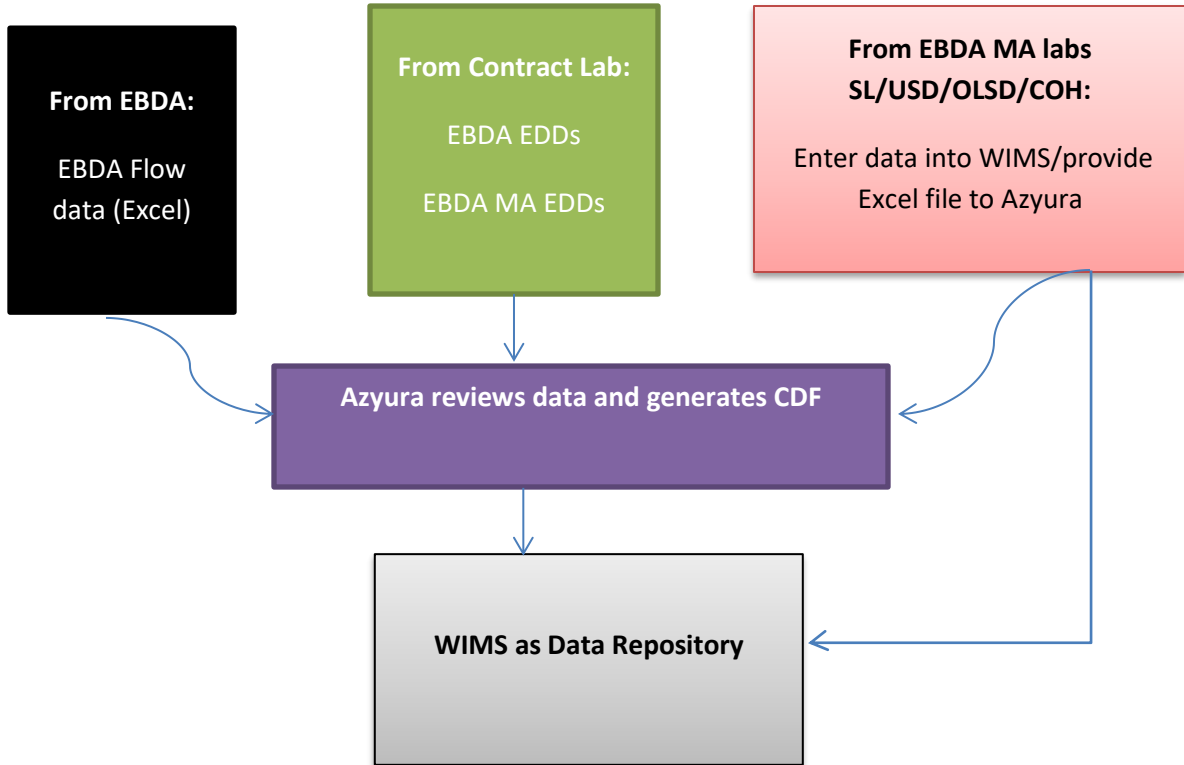 From EBDA:
EBDA Flow
data (Excel)
From Contract Lab:
EBDA EDDs
EBDA MA EDDs
From EBDA MA labs
SL/USD/OLSD/COH:
Enter data into WIMS/provide
Excel file to Azyura
Azyura reviews data and generates CDF
WIMS as Data Repository